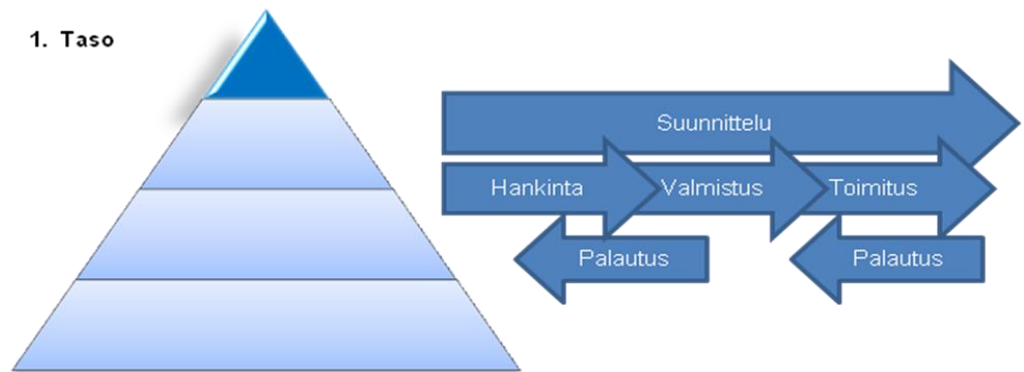 1. Taso
Suunnittelu
Hankinta
Valmistus
Toimitus
Palautus
Palautus